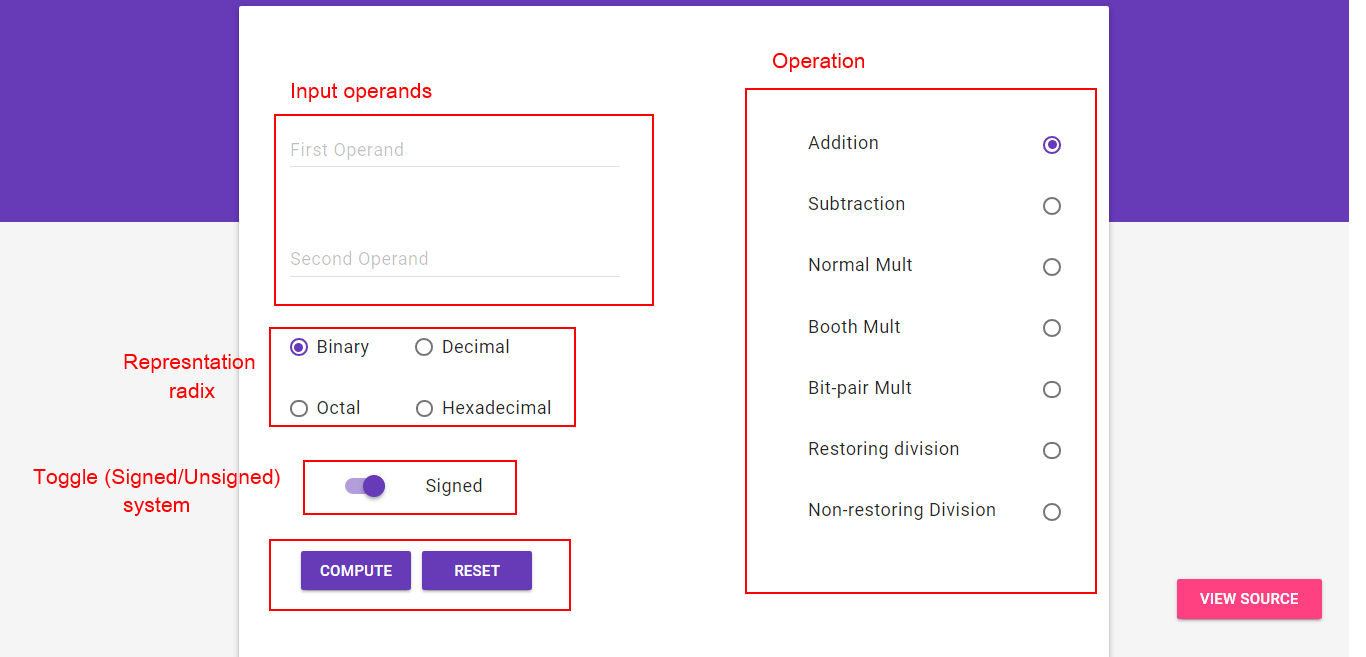 Operation
Input operands
First Operand
Second Operand
Represntation
radix
Binary
Decimal
Octal
Hexadecimal
Toggle (Signed/Unsigned)
system
Signed
COMPUTE
RESET
Addition
Subtraction
Normal Mult
Booth Mult
Bit-pair Mult
Restoring division
Non-restoring Division
VIEW SOURCE